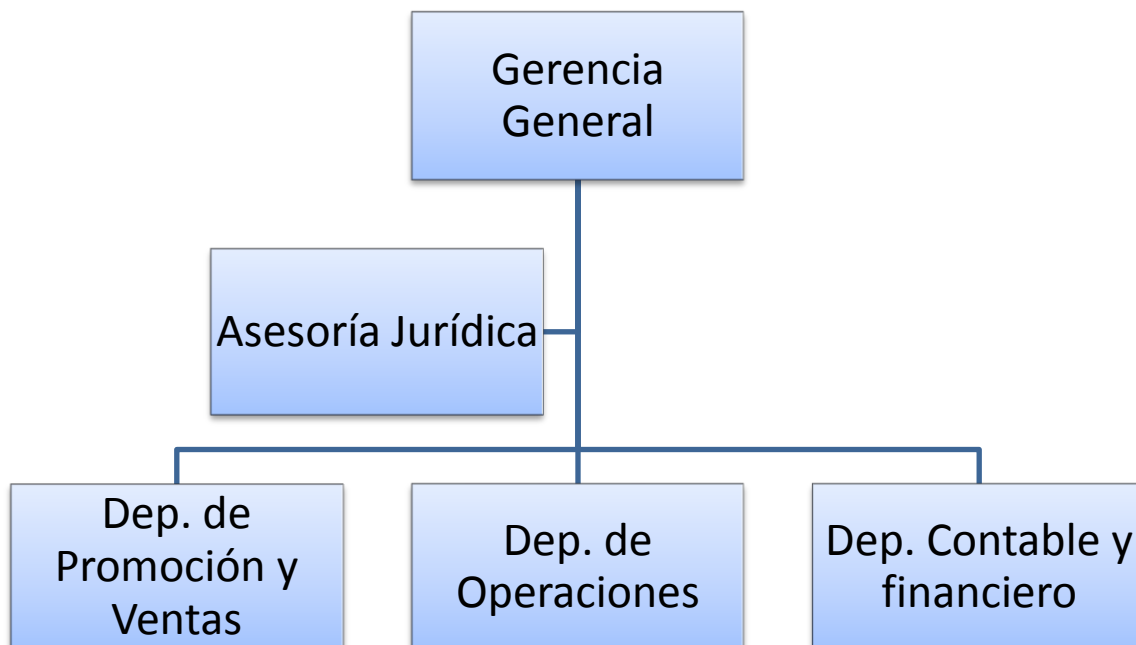 Gerencia
General
Asesoría Jurídica
Dep. de
Promoción y
Ventas
Dep. de
Operaciones
Dep. Contable y
financiero